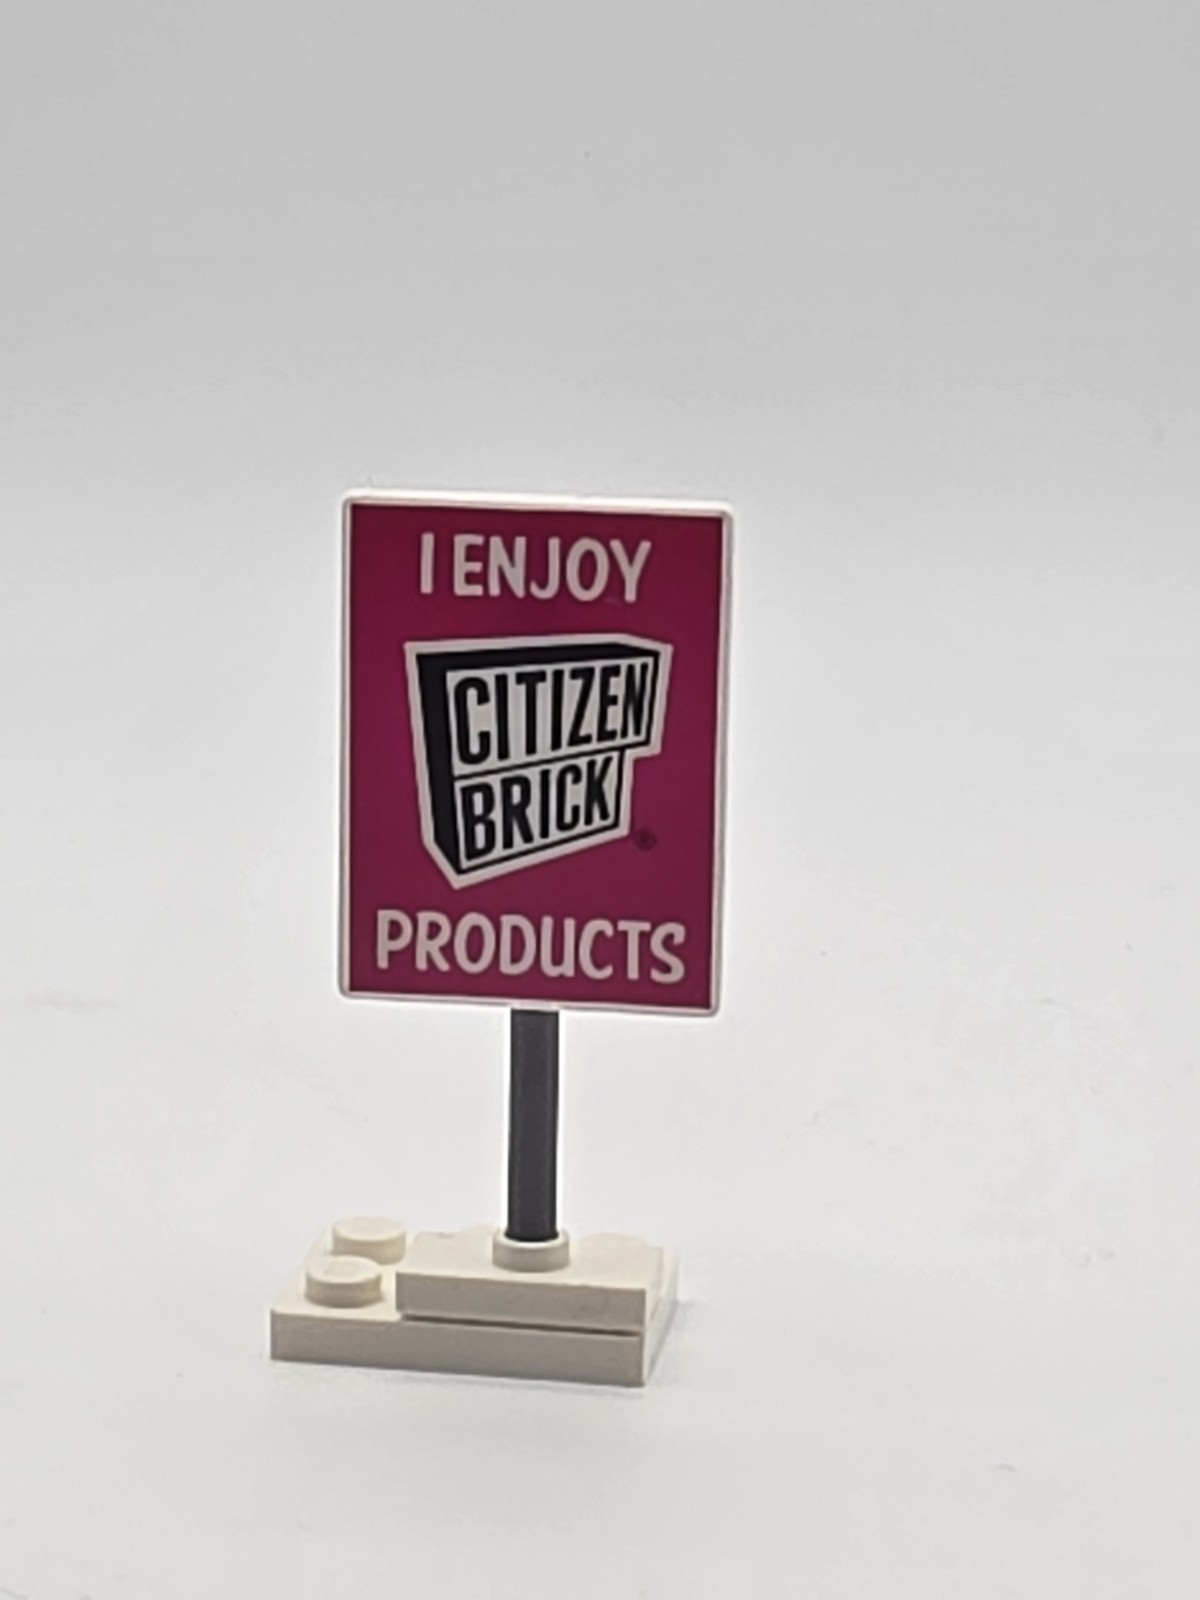 I ENJOY
CITIZEN
BRICK®
PRODUCTS